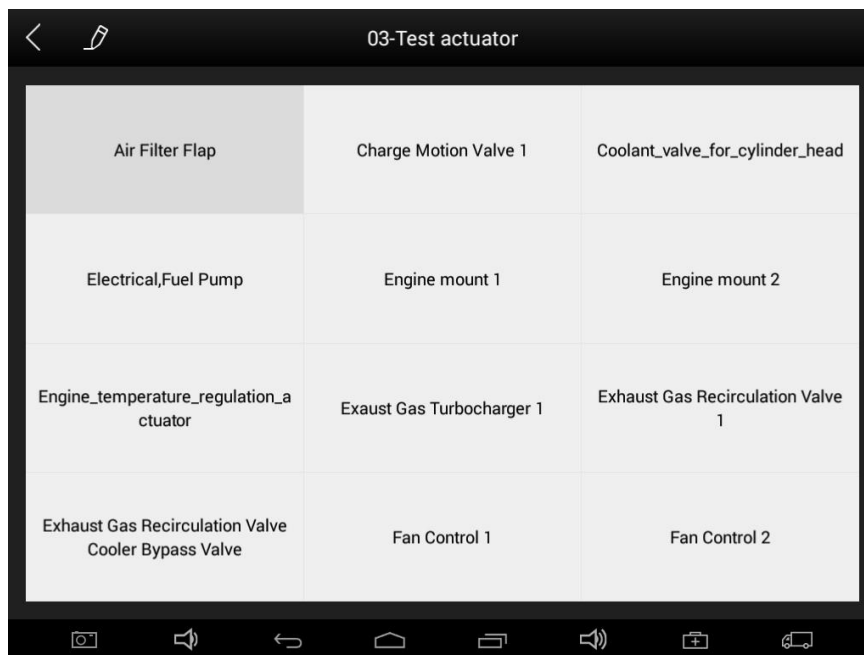 03-Test actuator
Air Filter Flap
Charge Motion Valve 1
Coolant_valve_for_cylinder_head
Electrical,Fuel Pump
Engine mount 1
Engine mount 2
Engine_temperature_regulation_a
ctuator
Exaust Gas Turbocharger 1
Exhaust Gas Recirculation Valve
1
Exhaust Gas Recirculation Valve
Cooler Bypass Valve
Fan Control 1
Fan Control 2